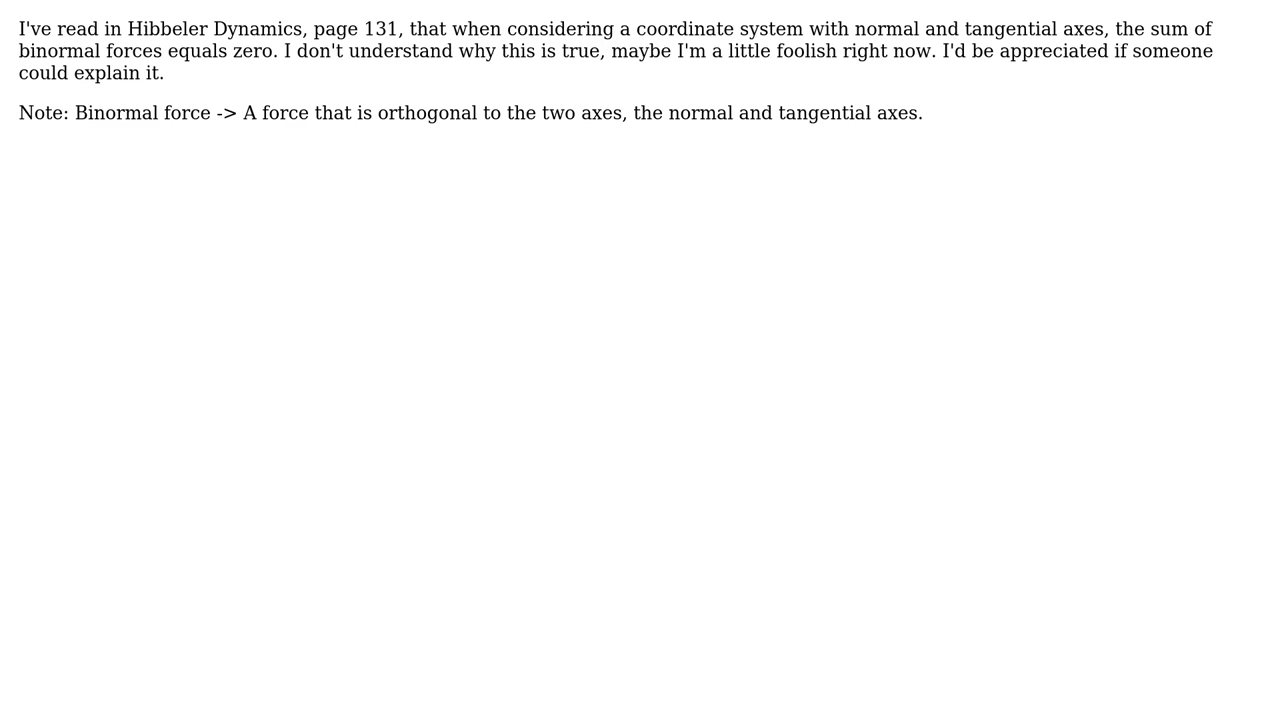 I've read in Hibbeler Dynamics, page 131, that when considering a coordinate system with normal and tangential axes, the sum of
binormal forces equals zero. I don't understand why this is true, maybe I'm a little foolish right now. I'd be appreciated if someone
could explain it.
Note: Binormal force -> A force that is orthogonal to the two axes, the normal and tangential axes.